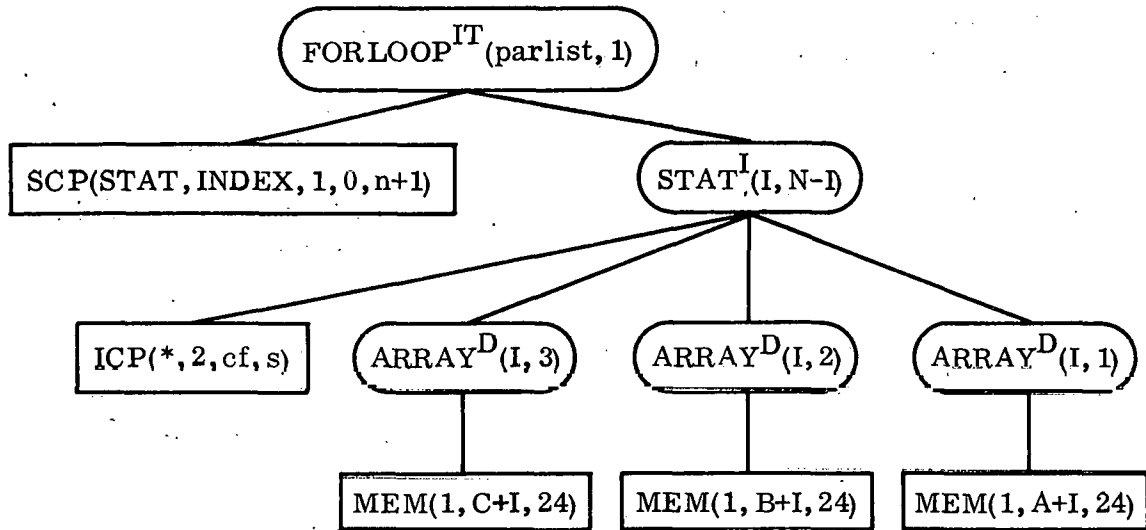 FORLOOP^IT(parlist, 1)
SCP(STAT, INDEX, 1, 0, n+1)
STAT^I(I, N-I)
ICP(*, 2, cf, s)
ARRAY^D(I, 3)
ARRAY^D(I, 2)
ARRAY^D(I, 1)
MEM(1, C+I, 24)
MEM(1, B+I, 24)
MEM(1, A+I, 24)